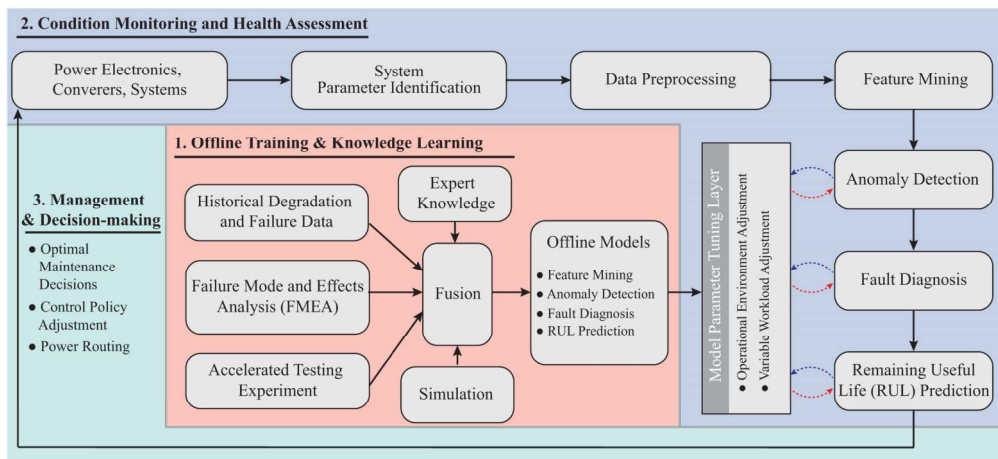 2. Condition Monitoring and Health Assessment
Power Electronics,
Converers, Systems
System
Parameter Identification
Data Preprocessing
Feature Mining
1. Offline Training & Knowledge Learning
Historical Degradation
and Failure Data
Expert
Knowledge
Failure Mode and Effects
Analysis (FMEA)
Fusion
Accelerated Testing
Experiment
Simulation
Offline Models
● Feature Mining
● Anomaly Detection
● Fault Diagnosis
● RUL Prediction
Model Parameter Tuning Layer
● Operational Environment Adjustment
● Variable Workload Adjustment
Anomaly Detection
Fault Diagnosis
Remaining Useful
Life (RUL) Prediction
3. Management
& Decision-making
● Optimal
Maintenance
Decisions
● Control Policy
Adjustment
● Power Routing